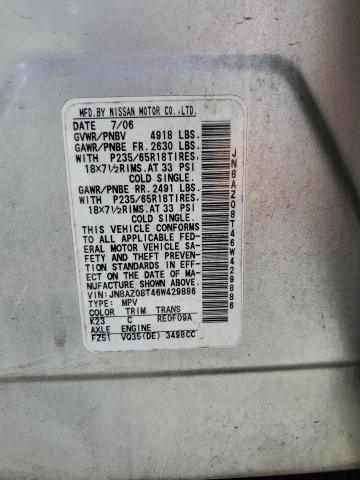 MFD.BY NISSAN MOTOR CO.,LTD.
DATE 7/06
GVWR/PNBV 4918 LBS.
GAWR/PNBE FR.2630 LBS.
WITH P235/65R18TIRES,
18X7½RIMS.AT 33 PSI
COLD SINGLE.
GAWR/PNBE RR.2491 LBS.
WITH P235/65R18TIRES,
18X7½RIMS.AT 33 PSI
COLD SINGLE.
THIS VEHICLE CONFORMS
TO ALL APPLICABLE FED-
ERAL MOTOR VEHICLE SA-
FETY AND THEFT PREVENTION
STANDARDS IN EFF-
ECT ON THE DATE OF MA-
NUFACTURE SHOWN ABOVE.
VIN:JN8AZ08T46W429886
TYPE: MPV
COLOR TRIM TRANS
K23 C RE0F09A
AXLE ENGINE
FZ51 VQ35(DE) 3498CC
JN8AZ08T46W429886